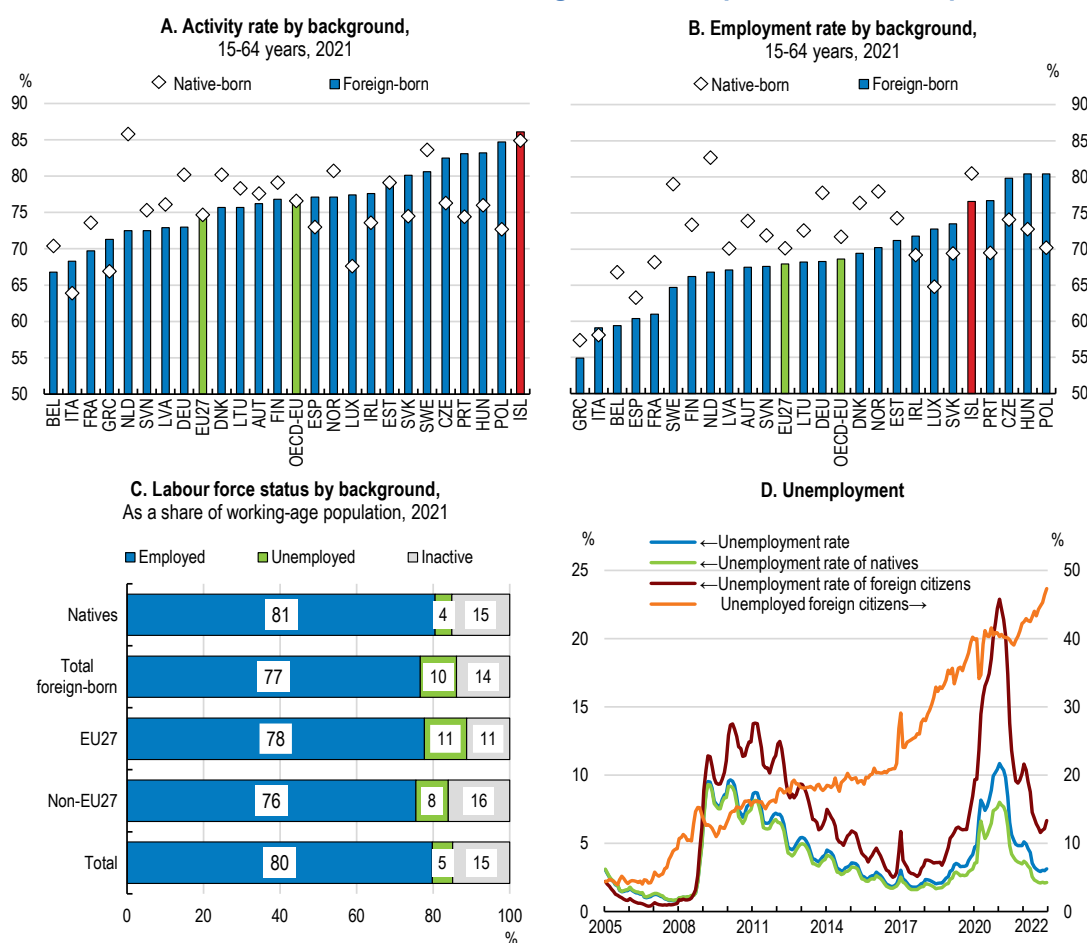 A. Activity rate by background,
15-64 years, 2021
%
◇ Native-born
Foreign-born
90
85
80
75
70
65
60
55
50
BEL
ITA
FRA
GRC
NLD
SVN
LVA
DEU
EU27
DNK
LTU
AUT
FIN
OECD-EU
ESP
NOR
LUX
IRL
EST
SVK
SWE
CZE
PRT
HUN
POL
ISL
B. Employment rate by background,
15-64 years, 2021
%
◇ Native-born
Foreign-born
90
85
80
75
70
65
60
55
50
GRC
ITA
BEL
ESP
FRA
SWE
FIN
NLD
LVA
AUT
SVN
EU27
LTU
DEU
OECD-EU
DNK
NOR
EST
IRL
LUX
SVK
ISL
PRT
CZE
HUN
POL
C. Labour force status by background,
As a share of working-age population, 2021
Employed
Unemployed
Inactive
Natives
81
4
15
Total
foreign-born
77
10
14
EU27
78
11
11
Non-EU27
76
8
16
Total
80
5
15
0
20
40
60
80
100
%
D. Unemployment
%
%
←Unemployment rate
←Unemployment rate of natives
←Unemployment rate of foreign citizens
Unemployed foreign citizens→
25
20
15
10
5
0
50
40
30
20
10
0
2005
2008
2011
2014
2017
2020
2022